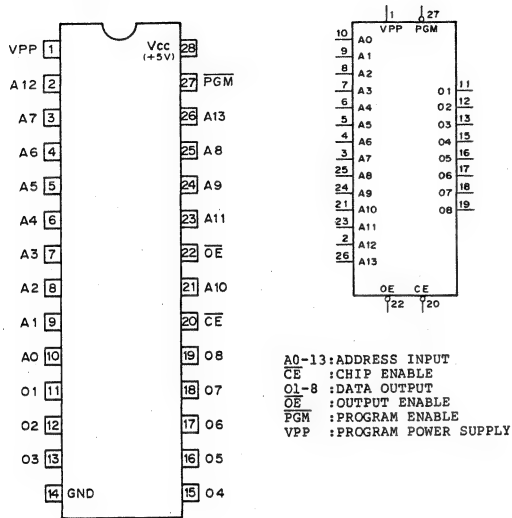 VPP 1
Vcc 28
(+5V)
A12 2
27 PGM
A7 3
26 A13
A6 4
25 A8
A5 5
24 A9
A4 6
23 A11
A3 7
22 OE
A2 8
21 A10
A1 9
20 CE
A0 10
19 O8
O1 11
18 O7
O2 12
17 O6
O3 13
16 O5
14 GND
15 O4
1 27
VPP PGM
10 A0
9 A1
8 A2
7 A3
6 A4
5 A5
4 A6
3 A7
25 A8
24 A9
21 A10
23 A11
2 A12
26 A13
O1 11
O2 12
O3 13
O4 15
O5 16
O6 17
O7 18
O8 19
OE CE
22 20
A0-13:ADDRESS INPUT
CE :CHIP ENABLE
O1-8 :DATA OUTPUT
OE :OUTPUT ENABLE
PGM :PROGRAM ENABLE
VPP :PROGRAM POWER SUPPLY